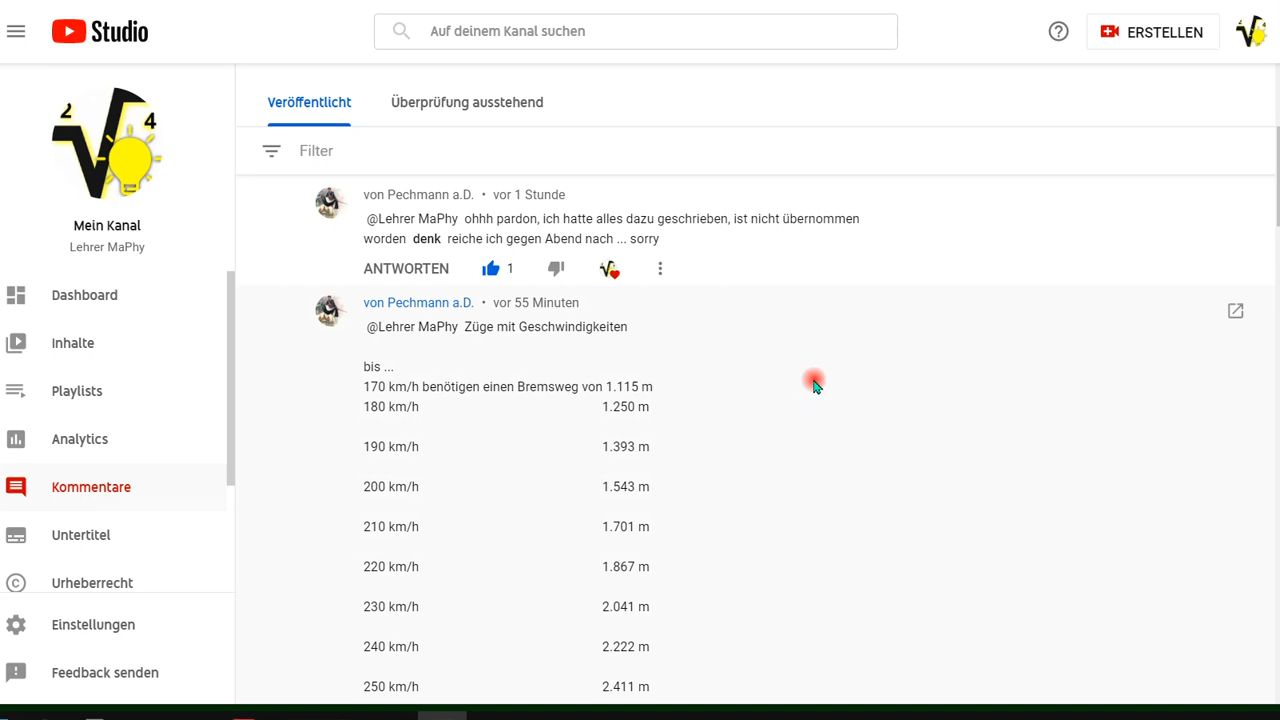 Studio
Auf deinem Kanal suchen
ERSTELLEN
2
4
Mein Kanal
Lehrer MaPhy
Dashboard
Inhalte
Playlists
Analytics
Kommentare
Untertitel
Urheberrecht
Einstellungen
Feedback senden
Veröffentlicht
Überprüfung ausstehend
Filter
von Pechmann a.D. • vor 1 Stunde
@Lehrer MaPhy ohhh pardon, ich hatte alles dazu geschrieben, ist nicht übernommen
worden denk reiche ich gegen Abend nach ... sorry
ANTWORTEN 1
von Pechmann a.D. • vor 55 Minuten
@Lehrer MaPhy Züge mit Geschwindigkeiten
bis ...
170 km/h benötigen einen Bremsweg von 1.115 m
180 km/h 1.250 m
190 km/h 1.393 m
200 km/h 1.543 m
210 km/h 1.701 m
220 km/h 1.867 m
230 km/h 2.041 m
240 km/h 2.222 m
250 km/h 2.411 m